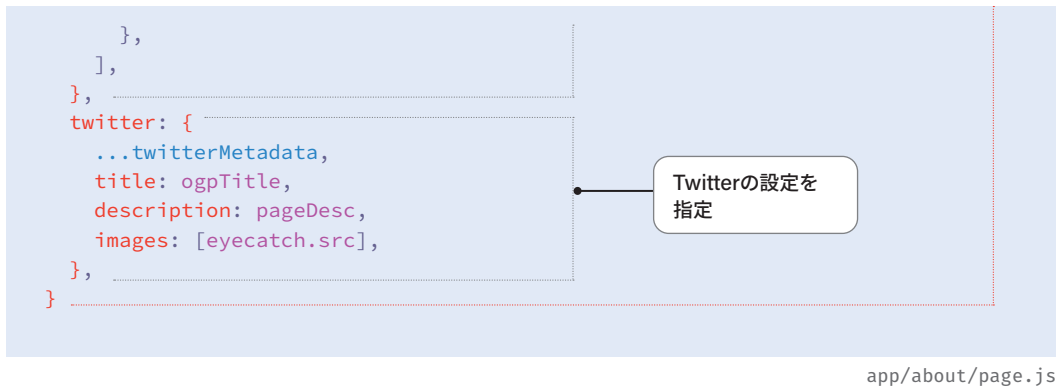 },
],
},
twitter: {
...twitterMetadata,
title: ogpTitle,
description: pageDesc,
images: [eyecatch.src],
},
}
Twitterの設定を
指定
app/about/page.js